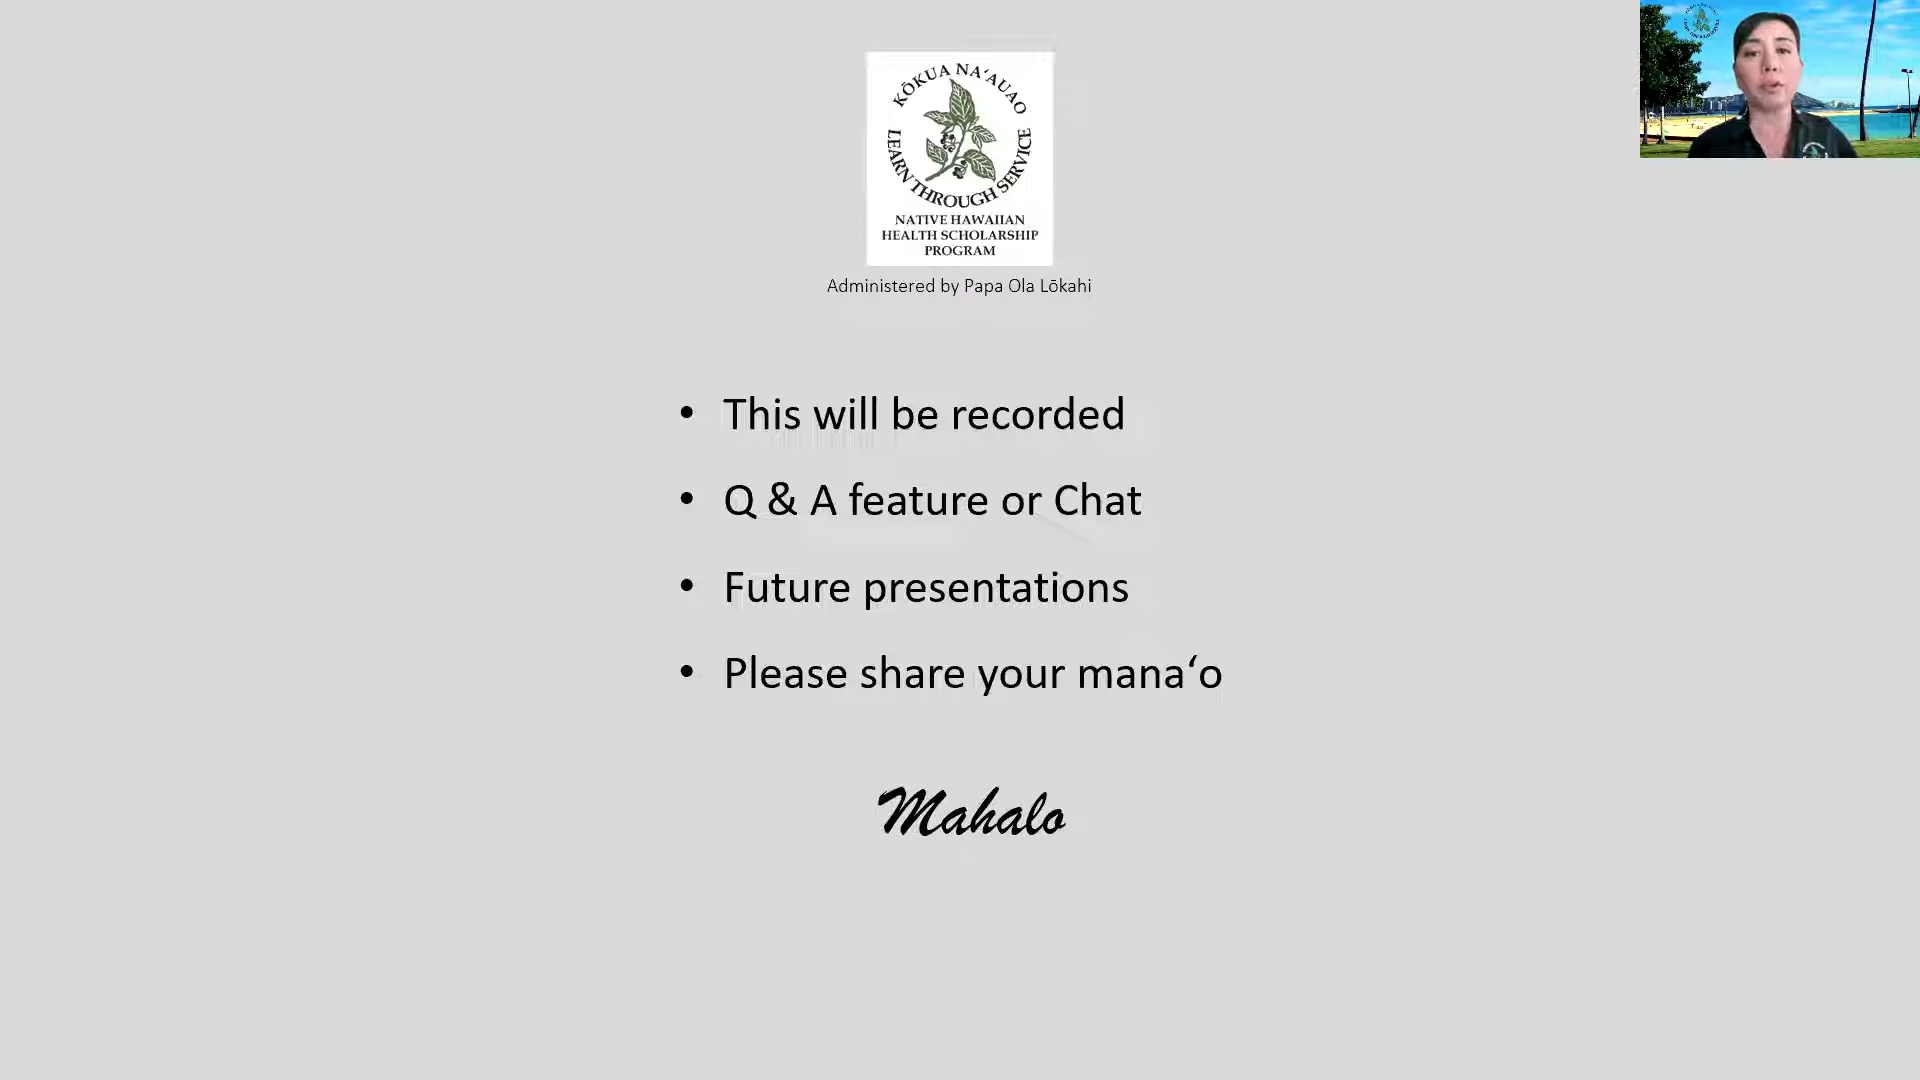 KŌKUA NAʻAUAO
LEARN THROUGH SERVICE
NATIVE HAWAIIAN
HEALTH SCHOLARSHIP
PROGRAM
Administered by Papa Ola Lōkahi
• This will be recorded
• Q & A feature or Chat
• Future presentations
• Please share your manaʻo
Mahalo